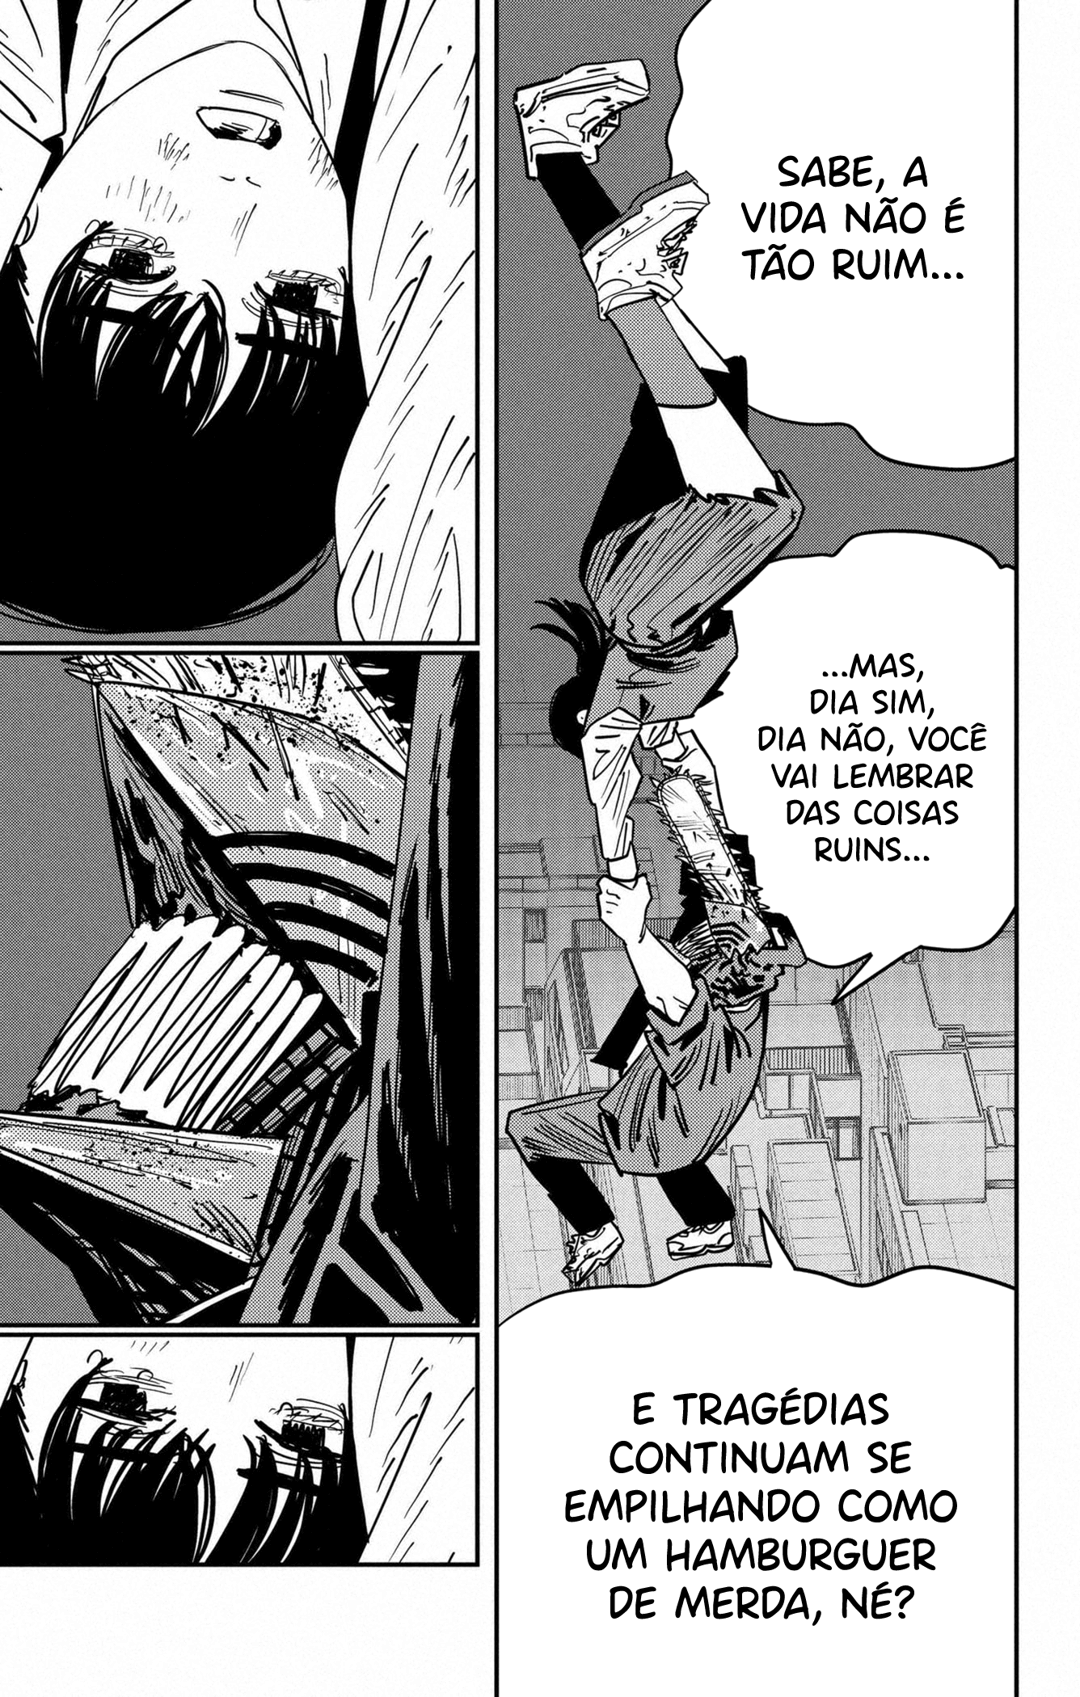 SABE, A
VIDA NÃO É
TÃO RUIM...
...MAS,
DIA SIM,
DIA NÃO, VOCÊ
VAI LEMBRAR
DAS COISAS
RUINS...
E TRAGÉDIAS
CONTINUAM SE
EMPILHANDO COMO
UM HAMBURGUER
DE MERDA, NÉ?